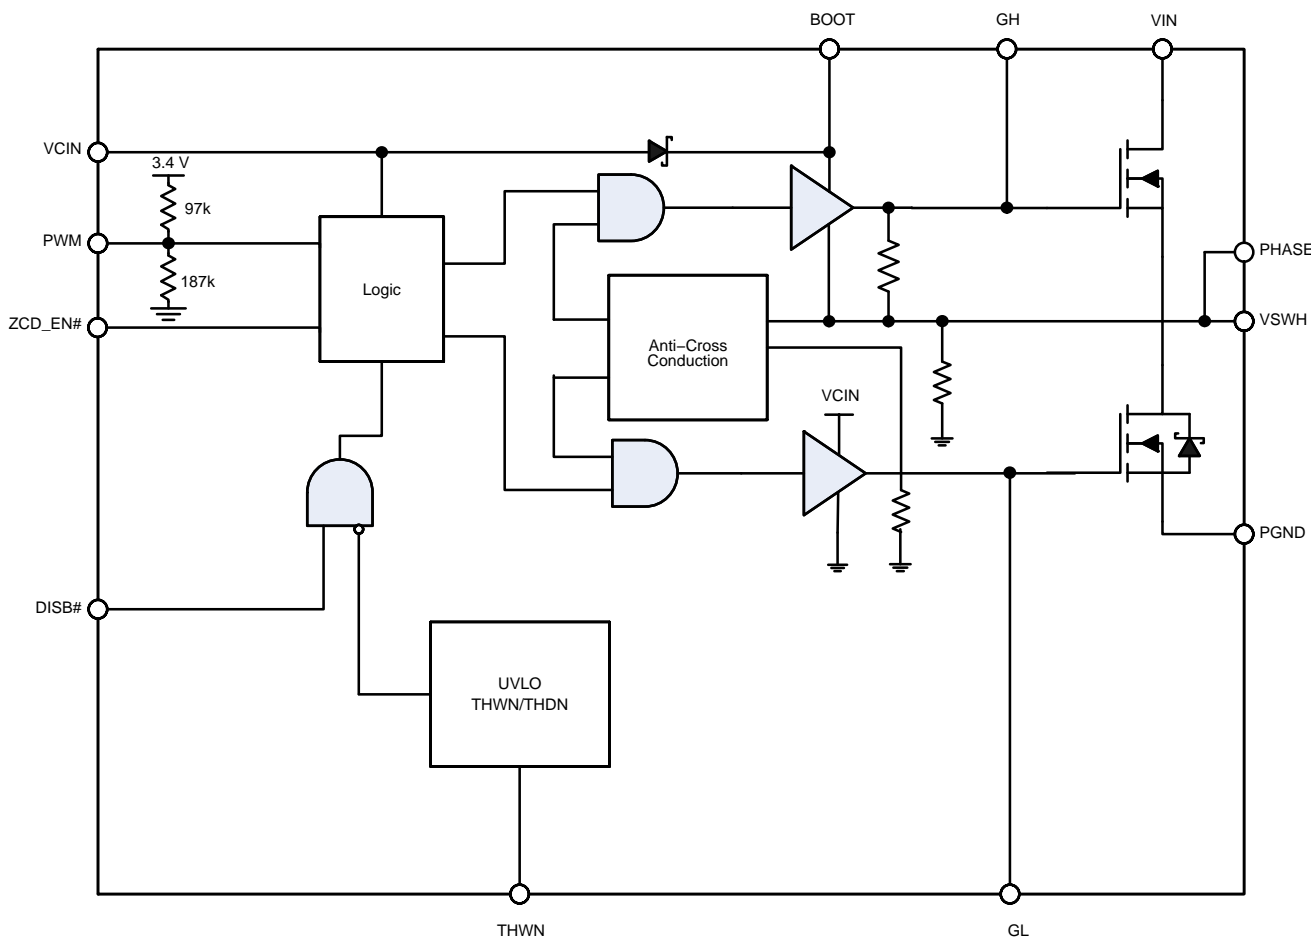 BOOT
GH
VIN
VCIN
3.4 V
97k
PWM
187k
ZCD_EN#
Logic
Anti–Cross
Conduction
PHASE
VSWH
VCIN
PGND
DISB#
UVLO
THWN/THDN
THWN
GL